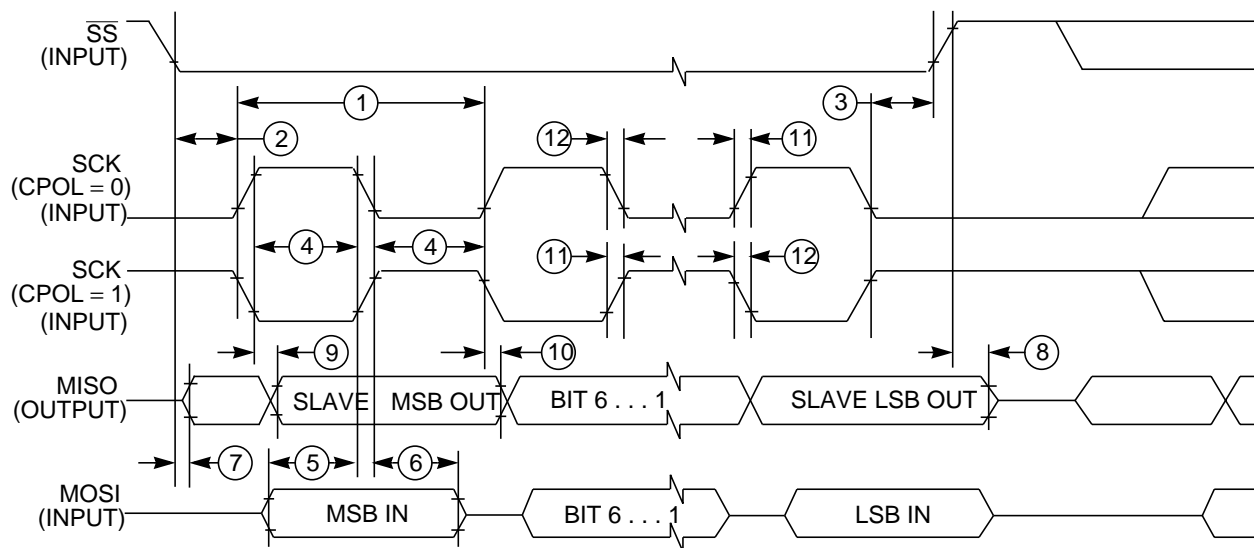 SS
(INPUT)
1
3
2
12
11
SCK
(CPOL = 0)
(INPUT)
4
4
11
12
SCK
(CPOL = 1)
(INPUT)
9
10
8
MISO
(OUTPUT)
SLAVE MSB OUT
BIT 6 . . . 1
SLAVE LSB OUT
7
5
6
MOSI
(INPUT)
MSB IN
BIT 6 . . . 1
LSB IN